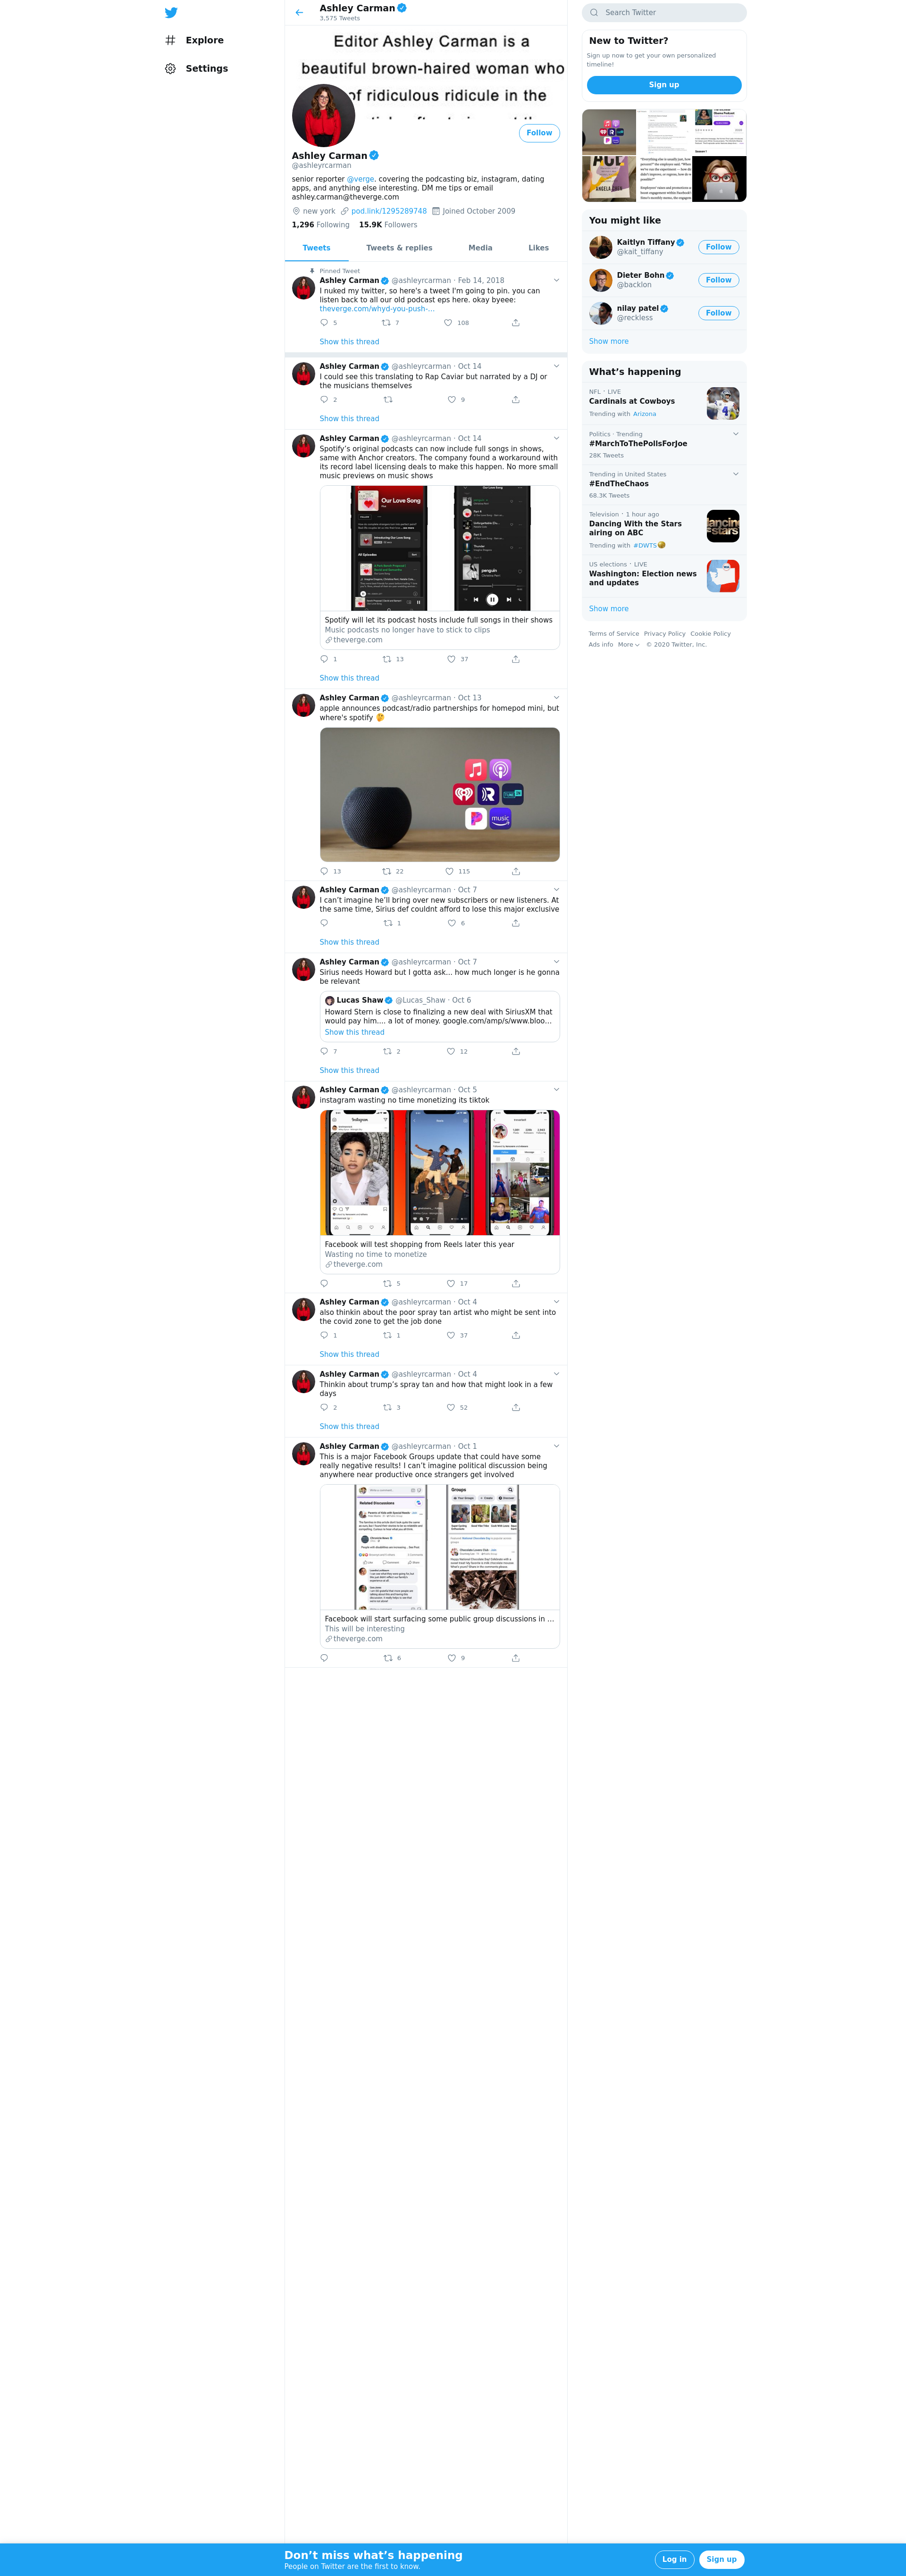 Explore
Settings
Ashley Carman
3,575 Tweets
Editor Ashley Carman is a
beautiful brown-haired woman who
of ridiculous ridicule in the
Follow
Ashley Carman
@ashleyrcarman
senior reporter @verge. covering the podcasting biz, instagram, dating
apps, and anything else interesting. DM me tips or email
ashley.carman@theverge.com
new york pod.link/1295289748 Joined October 2009
1,296 Following 15.9K Followers
Tweets Tweets & replies Media Likes
Pinned Tweet
Ashley Carman @ashleyrcarman · Feb 14, 2018
I nuked my twitter, so here's a tweet I'm going to pin. you can
listen back to all our old podcast eps here. okay byeee:
theverge.com/whyd-you-push-...
5 7 108
Show this thread
Ashley Carman @ashleyrcarman · Oct 14
I could see this translating to Rap Caviar but narrated by a DJ or
the musicians themselves
2 9
Show this thread
Ashley Carman @ashleyrcarman · Oct 14
Spotify's original podcasts can now include full songs in shows,
same with Anchor creators. The company found a workaround with
its record label licensing deals to make this happen. No more small
music previews on music shows
Our Love Song
All Episodes
penguin
Spotify will let its podcast hosts include full songs in their shows
Music podcasts no longer have to stick to clips
theverge.com
1 13 37
Show this thread
Ashley Carman @ashleyrcarman · Oct 13
apple announces podcast/radio partnerships for homepod mini, but
where's spotify 🤔
music
13 22 115
Ashley Carman @ashleyrcarman · Oct 7
I can't imagine he'll bring over new subscribers or new listeners. At
the same time, Sirius def couldnt afford to lose this major exclusive
1 6
Show this thread
Ashley Carman @ashleyrcarman · Oct 7
Sirius needs Howard but I gotta ask... how much longer is he gonna
be relevant
Lucas Shaw @Lucas_Shaw · Oct 6
Howard Stern is close to finalizing a new deal with SiriusXM that
would pay him.... a lot of money. google.com/amp/s/www.bloo...
Show this thread
7 2 12
Show this thread
Ashley Carman @ashleyrcarman · Oct 5
instagram wasting no time monetizing its tiktok
Facebook will test shopping from Reels later this year
Wasting no time to monetize
theverge.com
5 17
Ashley Carman @ashleyrcarman · Oct 4
also thinkin about the poor spray tan artist who might be sent into
the covid zone to get the job done
1 1 37
Show this thread
Ashley Carman @ashleyrcarman · Oct 4
Thinkin about trump's spray tan and how that might look in a few
days
2 3 52
Show this thread
Ashley Carman @ashleyrcarman · Oct 1
This is a major Facebook Groups update that could have some
really negative results! I can't imagine political discussion being
anywhere near productive once strangers get involved
Related Discussions
Groups
Facebook will start surfacing some public group discussions in ...
This will be interesting
theverge.com
6 9
Search Twitter
New to Twitter?
Sign up now to get your own personalized
timeline!
Sign up
You might like
Kaitlyn Tiffany
@kait_tiffany
Follow
Dieter Bohn
@backlon
Follow
nilay patel
@reckless
Follow
Show more
What's happening
NFL · LIVE
Cardinals at Cowboys
Trending with Arizona
Politics · Trending
#MarchToThePollsForJoe
28K Tweets
Trending in United States
#EndTheChaos
68.3K Tweets
Television · 1 hour ago
Dancing With the Stars
airing on ABC
Trending with #DWTS
US elections · LIVE
Washington: Election news
and updates
Show more
Terms of Service Privacy Policy Cookie Policy
Ads info More © 2020 Twitter, Inc.
Don't miss what's happening
People on Twitter are the first to know.
Log in
Sign up